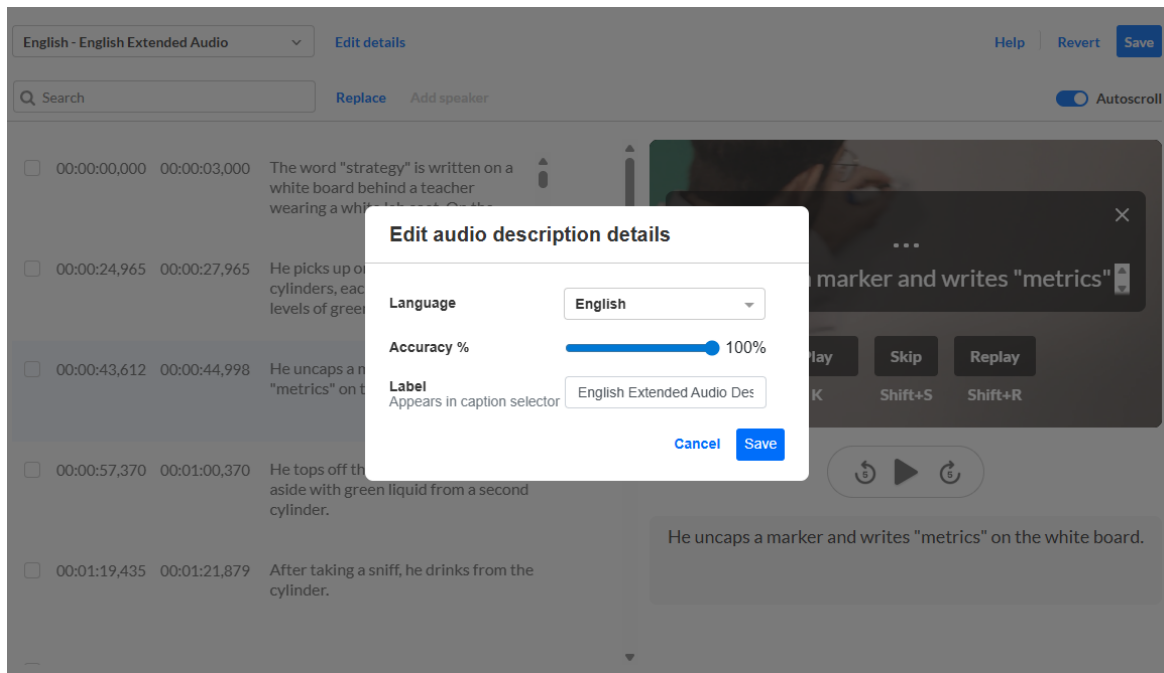 English - English Extended Audio
Edit details
Help
Revert
Save
Search
Replace
Add speaker
Autoscroll
00:00:00,000 00:00:03,000 The word "strategy" is written on a
white board behind a teacher
wearing a
00:00:24,965 00:00:27,965 He picks up
cylinders,
levels of
00:00:43,612 00:00:44,998 He uncaps a
"metrics" on
00:00:57,370 00:01:00,370 He tops off
aside with green liquid from a second
cylinder.
00:01:19,435 00:01:21,879 After taking a sniff, he drinks from the
cylinder.
Edit audio description details
Language
English
Accuracy %
100%
Label
Appears in caption selector
English Extended Audio Des
Cancel
Save
...
marker and writes "metrics"
Skip
Replay
K
Shift+S
Shift+R
5
5
He uncaps a marker and writes "metrics" on the white board.